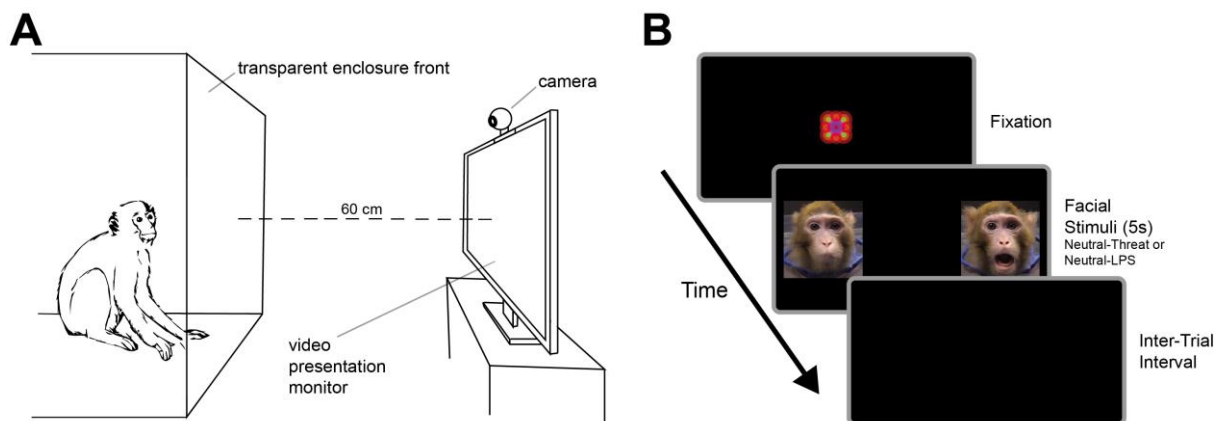 A
transparent enclosure front
camera
60 cm
video
presentation
monitor
B
Fixation
Facial
Stimuli (5s)
Neutral-Threat or
Neutral-LPS
Time
Inter-Trial
Interval